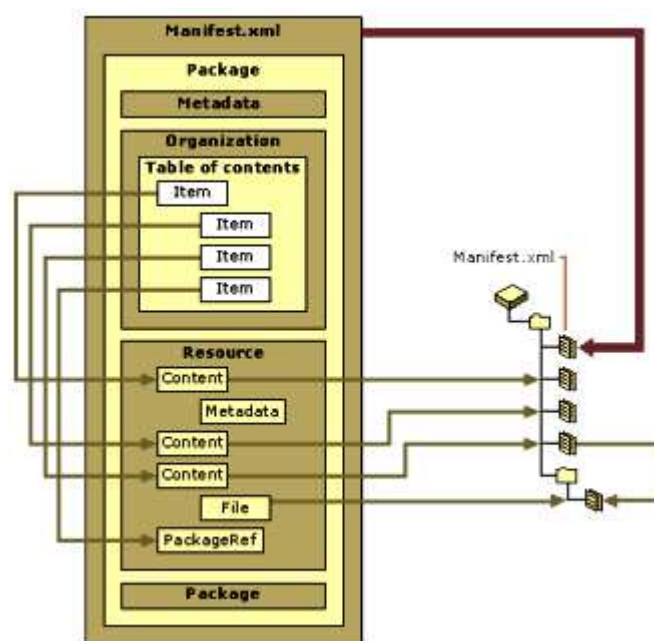 Manifest.xml
Package
Metadata
Organization
Table of contents
Item
Item
Item
Item
Manifest.xml
Resource
Content
Metadata
Content
Content
File
PackageRef
Package